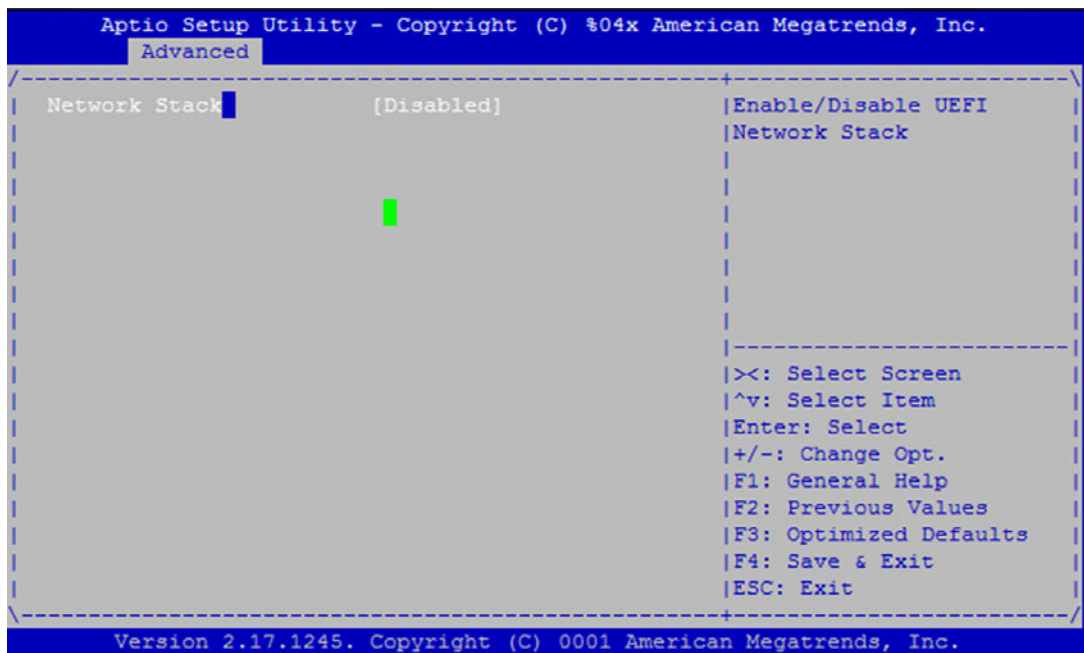 Aptio Setup Utility - Copyright (C) %04x American Megatrends, Inc.
Advanced
Network Stack [Disabled]
Enable/Disable UEFI
Network Stack
><: Select Screen
^v: Select Item
Enter: Select
+/-: Change Opt.
F1: General Help
F2: Previous Values
F3: Optimized Defaults
F4: Save & Exit
ESC: Exit
Version 2.17.1245. Copyright (C) 0001 American Megatrends, Inc.